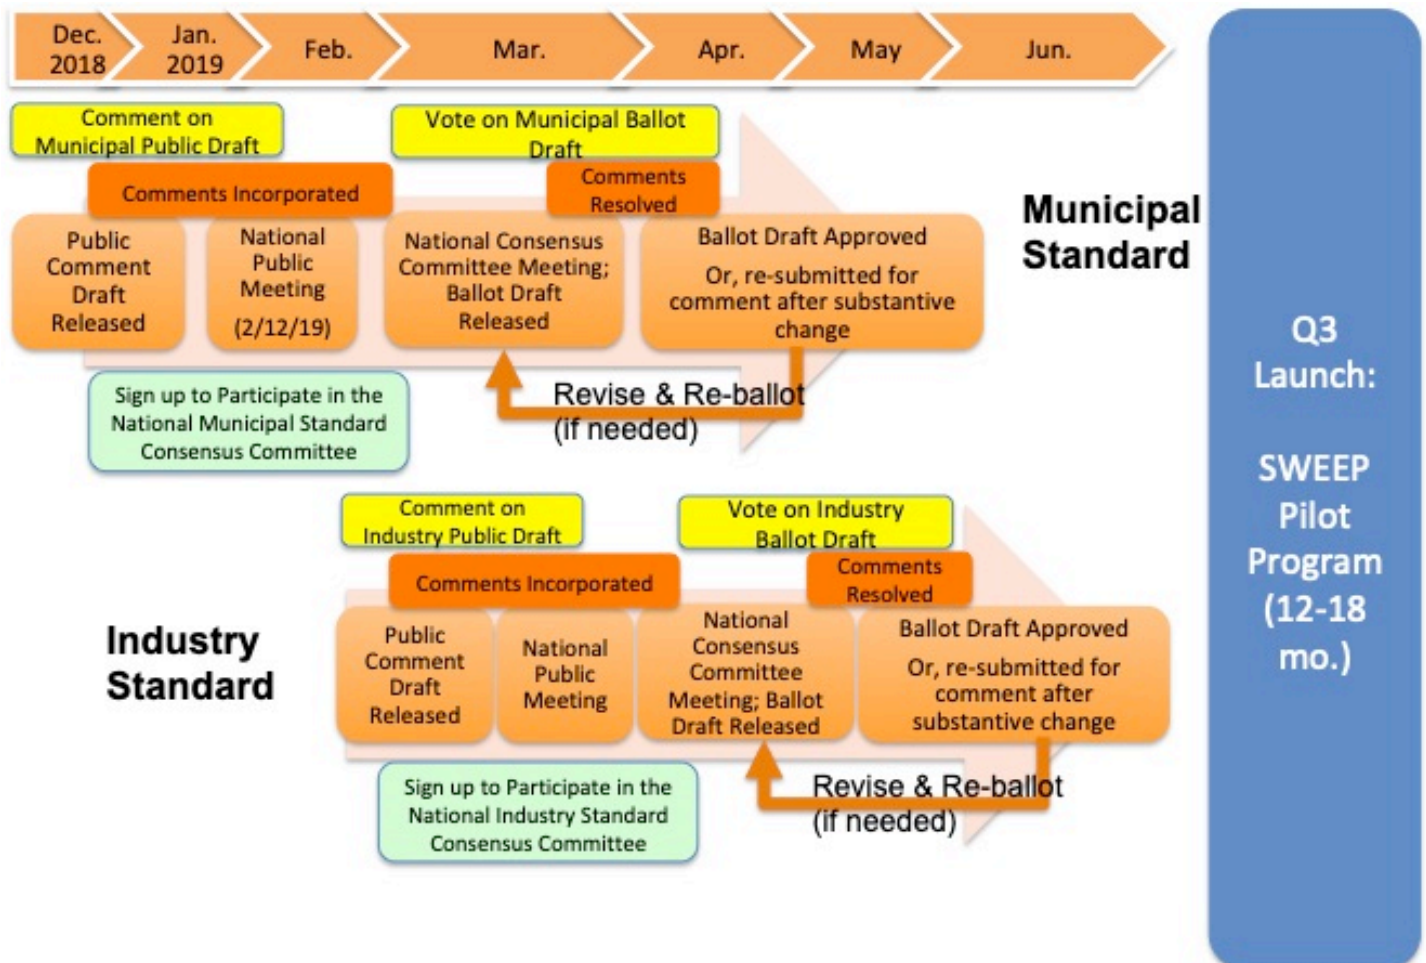 Dec.
2018
Jan.
2019
Feb.
Mar.
Apr.
May
Jun.
Comment on
Municipal Public Draft
Vote on Municipal Ballot
Draft
Comments Incorporated
Comments
Resolved
Public
Comment
Draft
Released
National
Public
Meeting
(2/12/19)
National Consensus
Committee Meeting;
Ballot Draft
Released
Ballot Draft Approved
Or, re-submitted for
comment after substantive
change
Municipal
Standard
Revise & Re-ballot
(if needed)
Sign up to Participate in the
National Municipal Standard
Consensus Committee
Comment on
Industry Public Draft
Vote on Industry
Ballot Draft
Comments Incorporated
Comments
Resolved
Industry
Standard
Public
Comment
Draft
Released
National
Public
Meeting
National
Consensus
Committee
Meeting; Ballot
Draft Released
Ballot Draft Approved
Or, re-submitted for
comment after
substantive change
Revise & Re-ballot
(if needed)
Sign up to Participate in the
National Industry Standard
Consensus Committee
Q3
Launch:
SWEEP
Pilot
Program
(12-18
mo.)